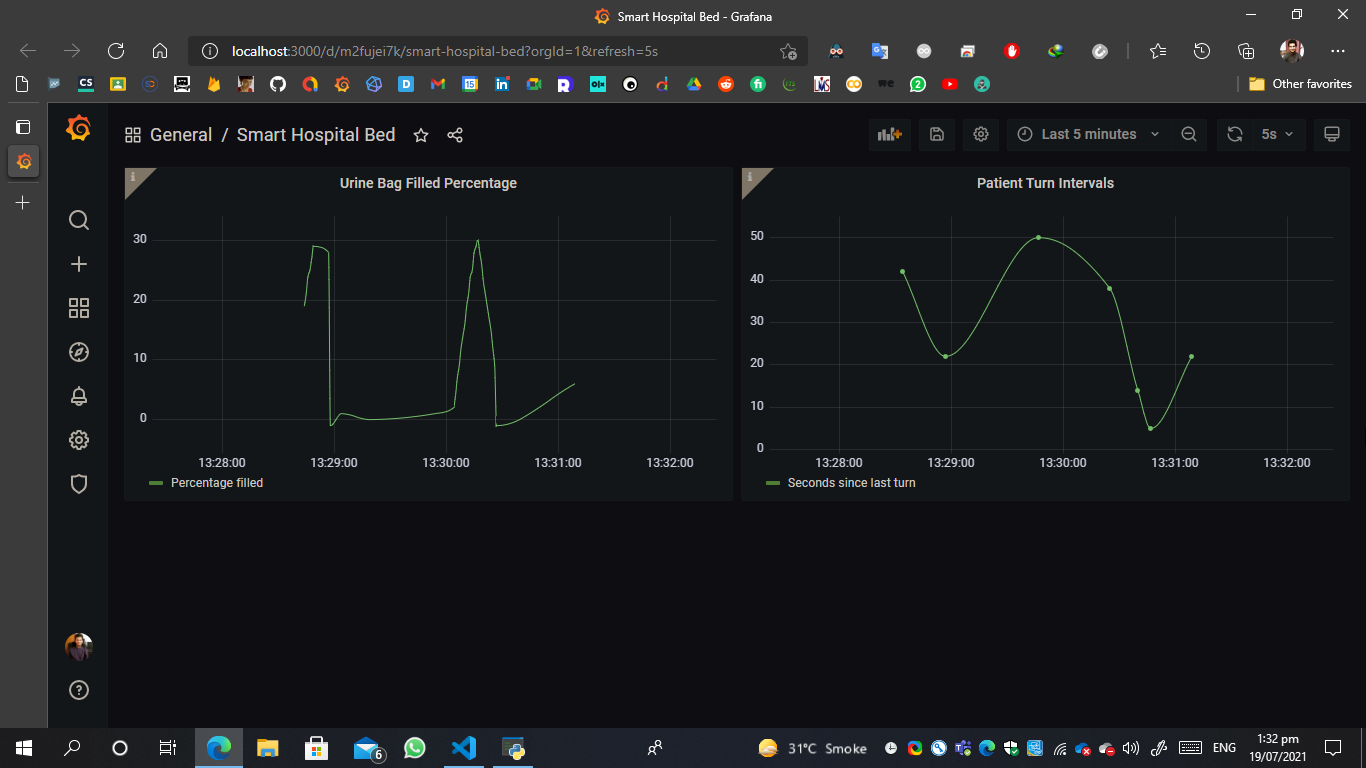 Smart Hospital Bed - Grafana
localhost:3000/d/m2fujei7k/smart-hospital-bed?orgId=1&refresh=5s
Other favorites
General / Smart Hospital Bed
Last 5 minutes
5s
Urine Bag Filled Percentage
30
20
10
0
13:28:00 13:29:00 13:30:00 13:31:00 13:32:00
Percentage filled
Patient Turn Intervals
50
40
30
20
10
0
13:28:00 13:29:00 13:30:00 13:31:00 13:32:00
Seconds since last turn
6
31°C Smoke
ENG
1:32 pm
19/07/2021